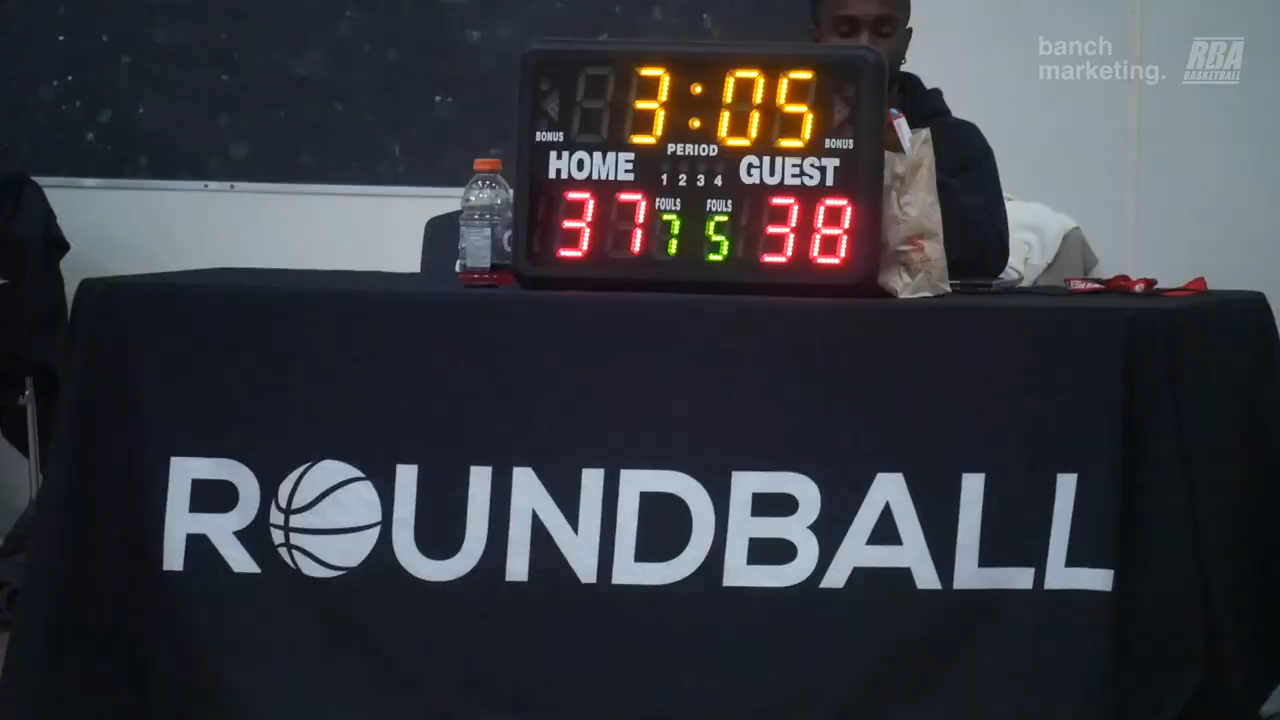 banch
marketing.
RBA
BASKETBALL
3:05
BONUS
PERIOD
BONUS
HOME
1 2 3 4
GUEST
37
FOULS
7
FOULS
5
38
ROUNDBALL